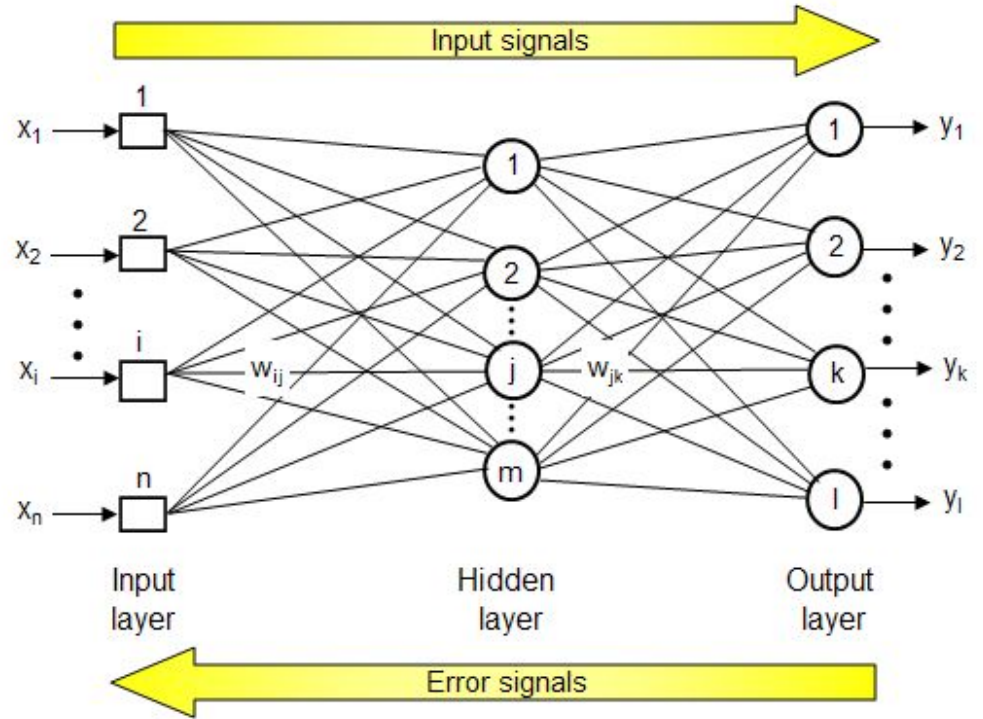 Input signals
1
x1
1
y1
1
2
x2
2
y2
2
i
xi
wij
j
wjk
k
yk
n
xn
m
l
yl
Input layer
Hidden layer
Output layer
Error signals